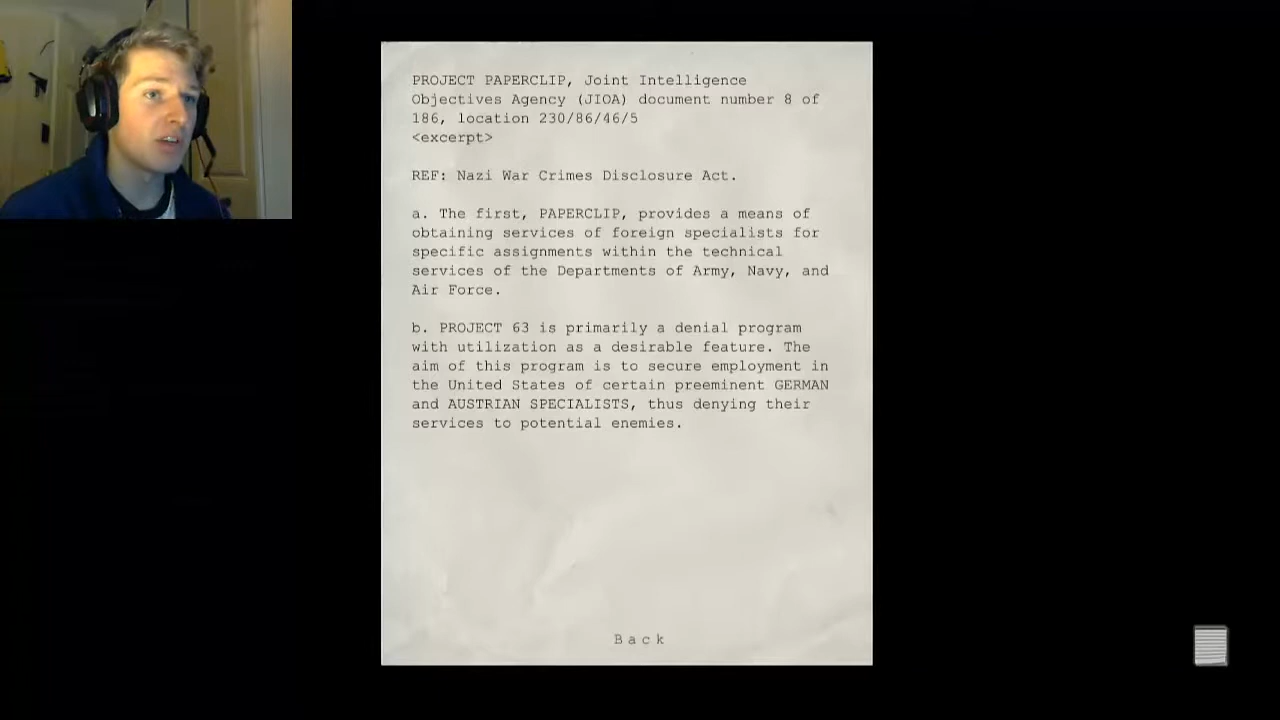 PROJECT PAPERCLIP, Joint Intelligence
Objectives Agency (JIOA) document number 8 of
186, location 230/86/46/5
<excerpt>
REF: Nazi War Crimes Disclosure Act.
a. The first, PAPERCLIP, provides a means of
obtaining services of foreign specialists for
specific assignments within the technical
services of the Departments of Army, Navy, and
Air Force.
b. PROJECT 63 is primarily a denial program
with utilization as a desirable feature. The
aim of this program is to secure employment in
the United States of certain preeminent GERMAN
and AUSTRIAN SPECIALISTS, thus denying their
services to potential enemies.
Back